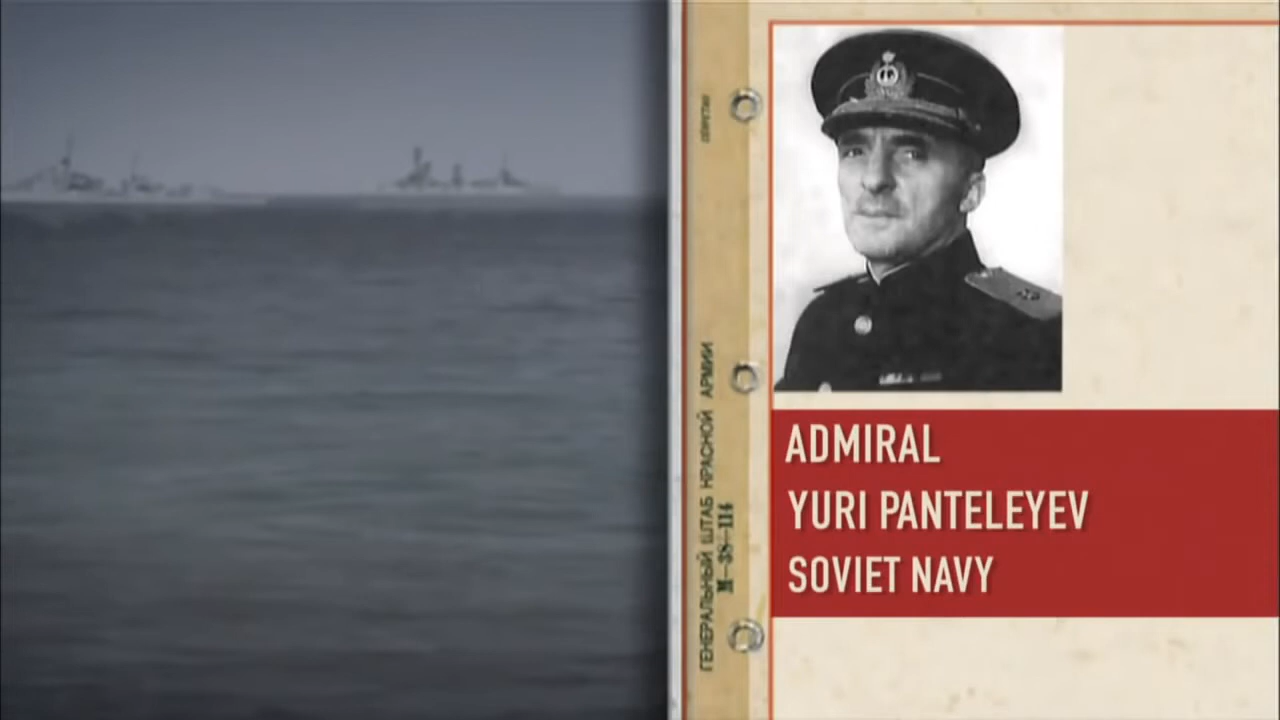 ADMIRAL
YURI PANTELEYEV
SOVIET NAVY
ГЕНЕРАЛЬНЫЙ ШТАБ КРАСНОЙ АРМИИ
М—38—114